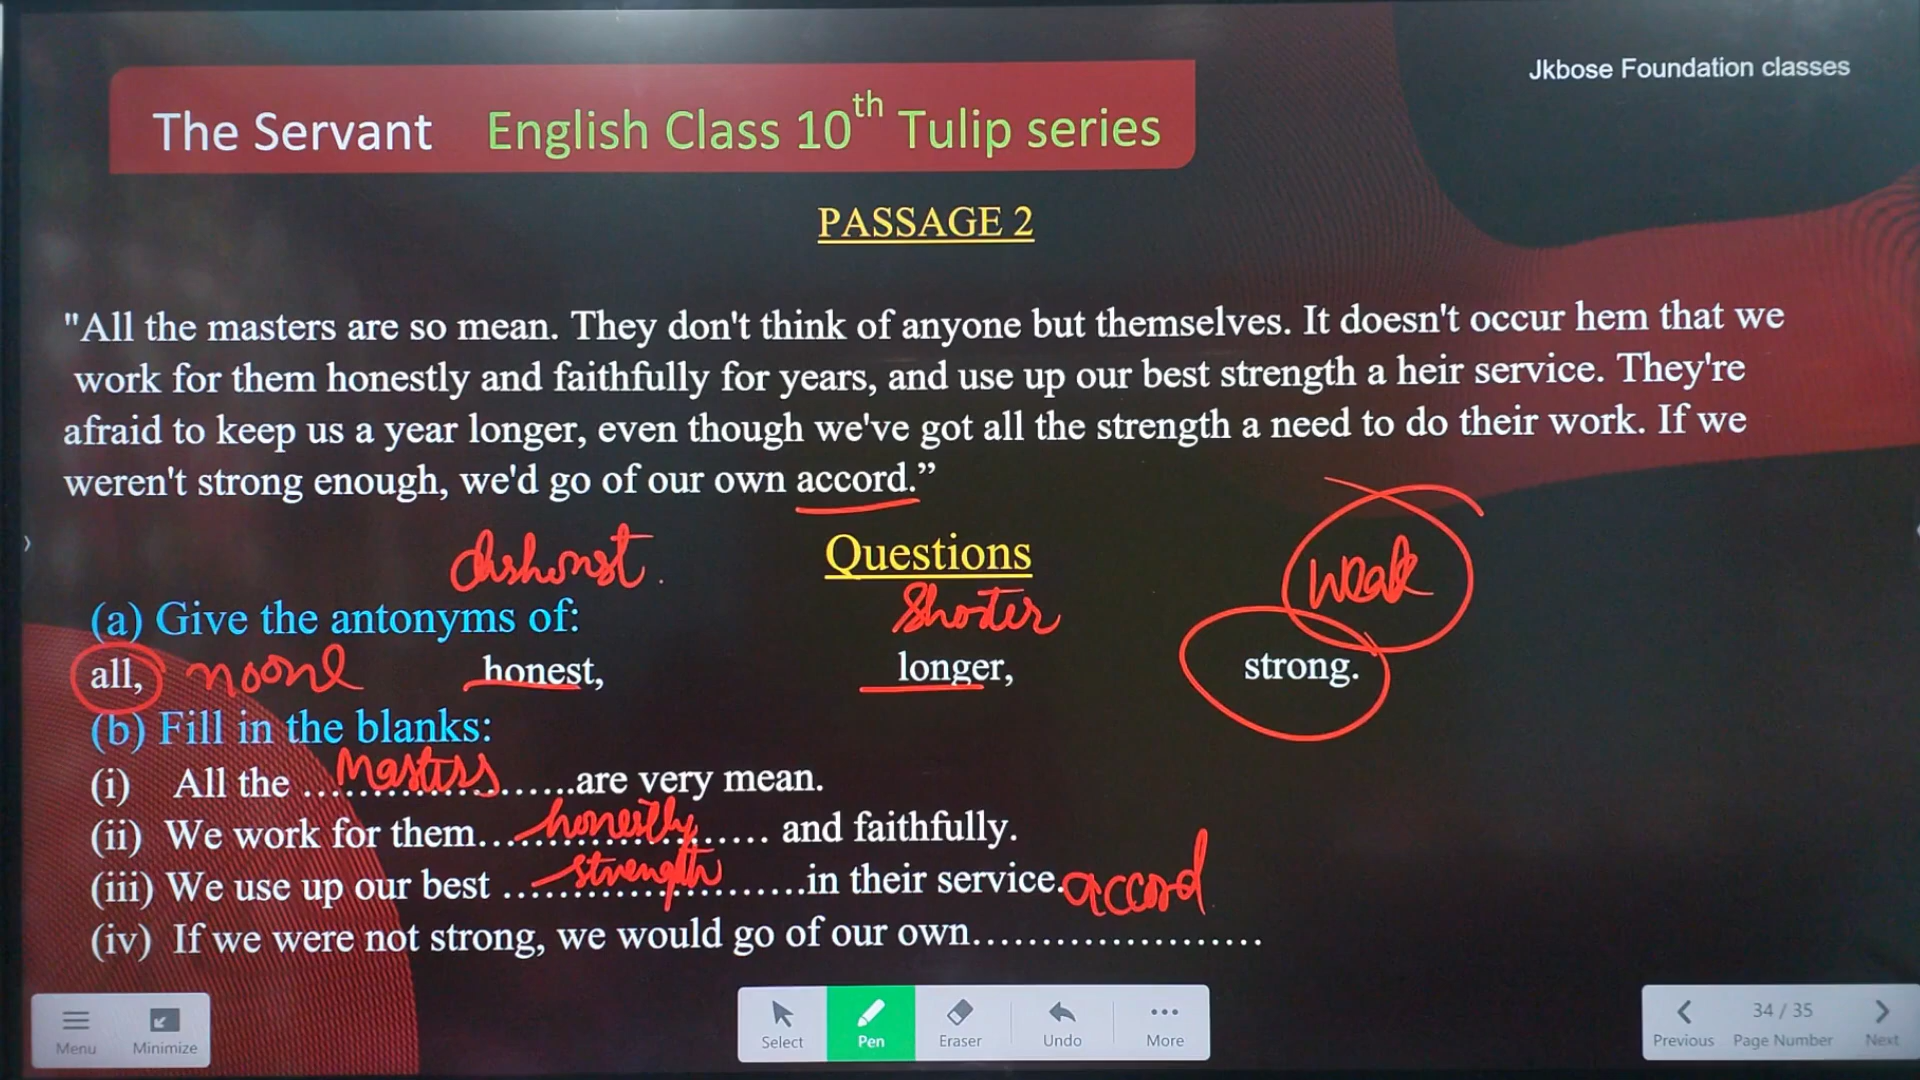 Jkbose Foundation classes
The Servant English Class 10th Tulip series
PASSAGE 2
"All the masters are so mean. They don't think of anyone but themselves. It doesn't occur hem that we
work for them honestly and faithfully for years, and use up our best strength a heir service. They're
afraid to keep us a year longer, even though we've got all the strength a need to do their work. If we
weren't strong enough, we'd go of our own accord.”
dishonst.
Questions
weak
(a) Give the antonyms of:
Shorter
all, noone honest, longer, strong.
(b) Fill in the blanks:
(i) All the ....Masters....are very mean.
(ii) We work for them....honestly.... and faithfully.
(iii) We use up our best ....strength....in their service.
accord
(iv) If we were not strong, we would go of our own.....................
Menu Minimize Select Pen Eraser Undo More Previous 34 / 35 Page Number Next